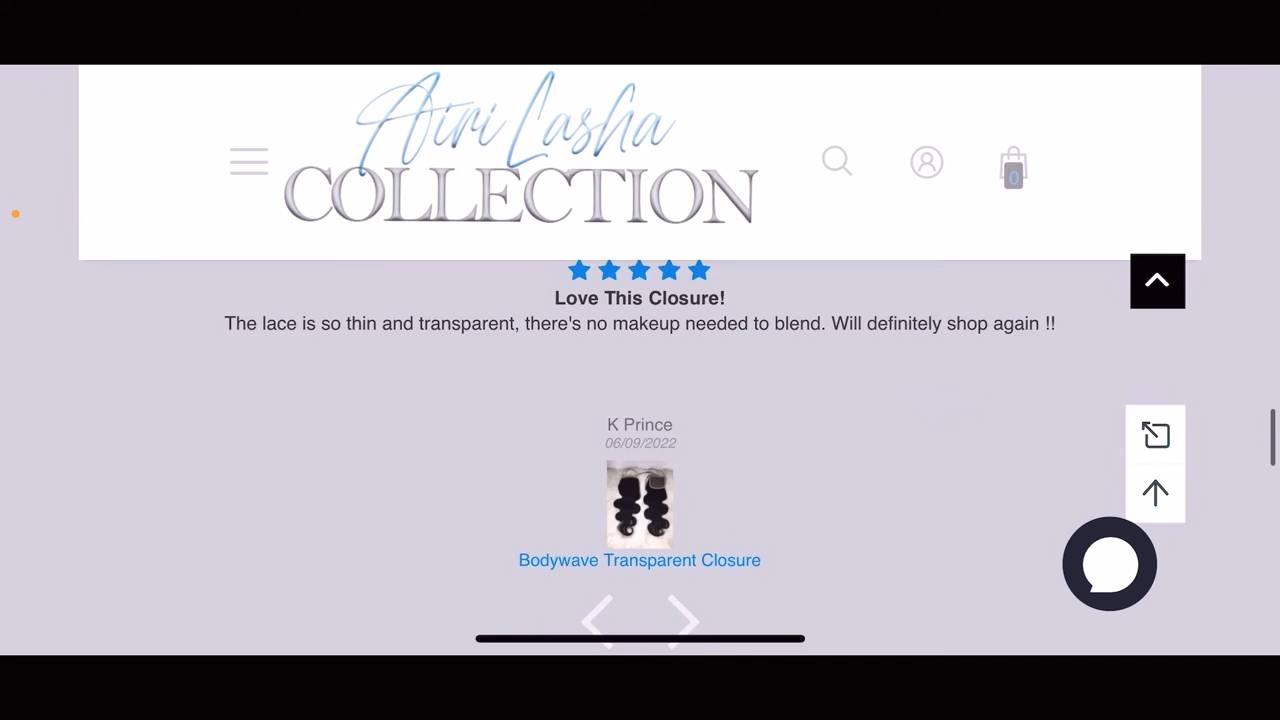 Airi Lasha
COLLECTION
0
Love This Closure!
The lace is so thin and transparent, there's no makeup needed to blend. Will definitely shop again !!
K Prince
06/09/2022
Bodywave Transparent Closure